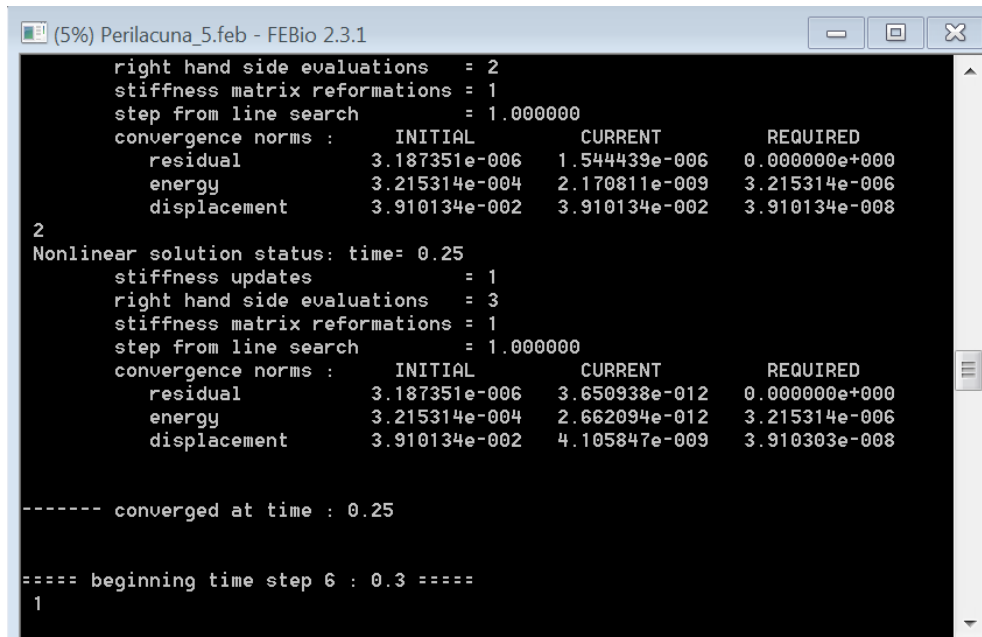 (5%) Perilacuna_5.feb - FEBio 2.3.1
right hand side evaluations = 2
stiffness matrix reformations = 1
step from line search = 1.000000
convergence norms : INITIAL CURRENT REQUIRED
residual 3.187351e-006 1.544439e-006 0.000000e+000
energy 3.215314e-004 2.170811e-009 3.215314e-006
displacement 3.910134e-002 3.910134e-002 3.910134e-008
2
Nonlinear solution status: time= 0.25
stiffness updates = 1
right hand side evaluations = 3
stiffness matrix reformations = 1
step from line search = 1.000000
convergence norms : INITIAL CURRENT REQUIRED
residual 3.187351e-006 3.650938e-012 0.000000e+000
energy 3.215314e-004 2.662094e-012 3.215314e-006
displacement 3.910134e-002 4.105847e-009 3.910303e-008
------- converged at time : 0.25
===== beginning time step 6 : 0.3 =====
1